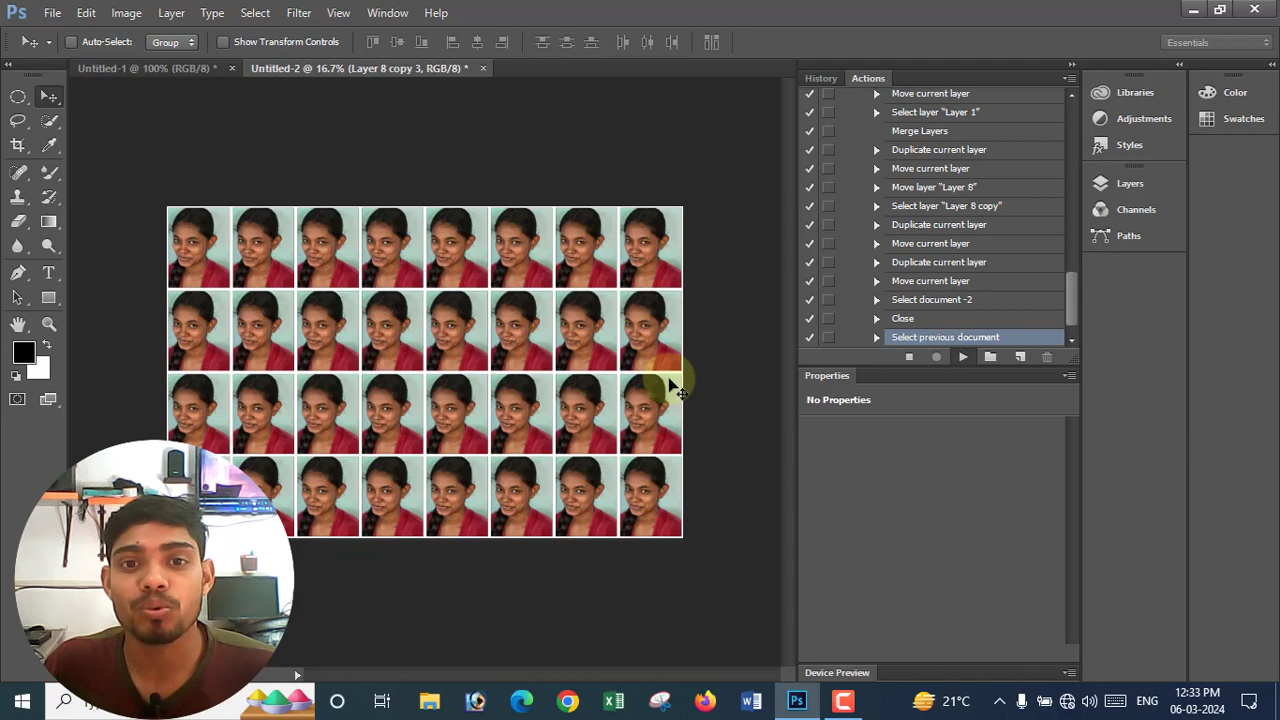 Ps File Edit Image Layer Type Select Filter View Window Help
Auto-Select: Group Show Transform Controls Essentials
Untitled-1 @ 100% (RGB/8) * × Untitled-2 @ 16.7% (Layer 8 copy 3, RGB/8) * ×
History Actions
Move current layer
Select layer "Layer 1"
Merge Layers
Duplicate current layer
Move current layer
Move layer "Layer 8"
Select layer "Layer 8 copy"
Duplicate current layer
Move current layer
Duplicate current layer
Move current layer
Select document -2
Close
Select previous document
Properties
No Properties
Device Preview
Libraries
Adjustments
Styles
Layers
Channels
Paths
Color
Swatches
21°C
ENG
12:33 PM
06-03-2024